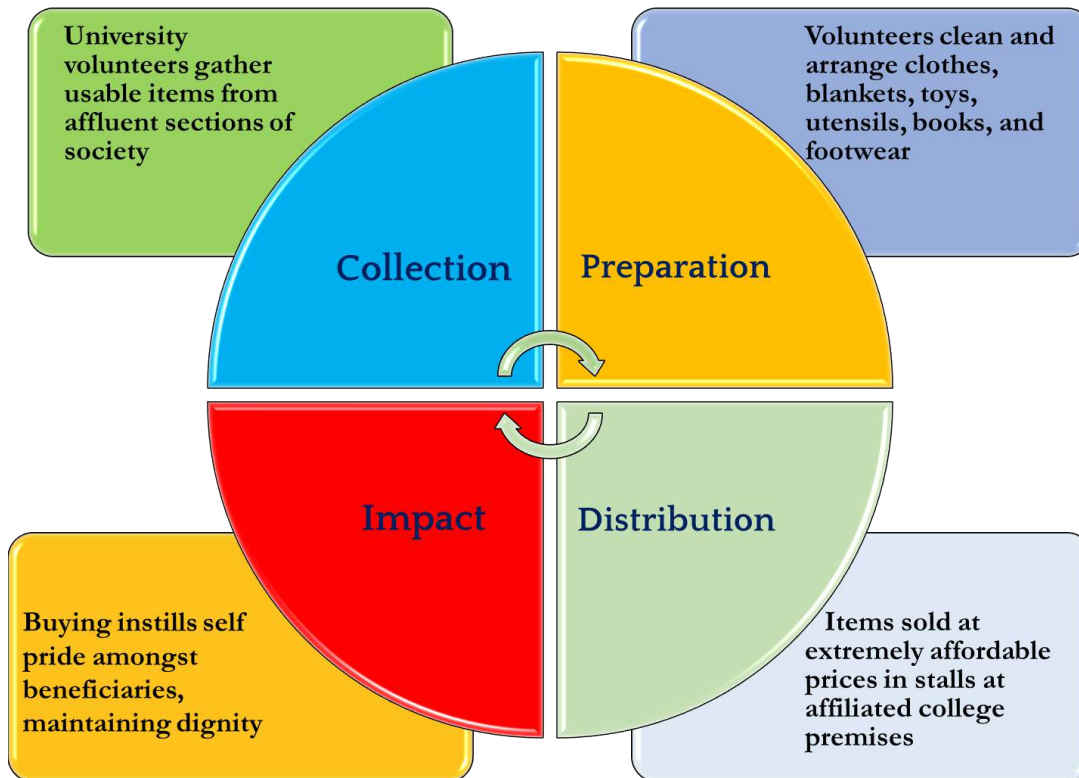 University
volunteers gather
usable items from
affluent sections of
society
Volunteers clean and
arrange clothes,
blankets, toys,
utensils, books, and
footwear
Collection
Preparation
Impact
Distribution
Buying instills self
pride amongst
beneficiaries,
maintaining dignity
Items sold at
extremely affordable
prices in stalls at
affiliated college
premises